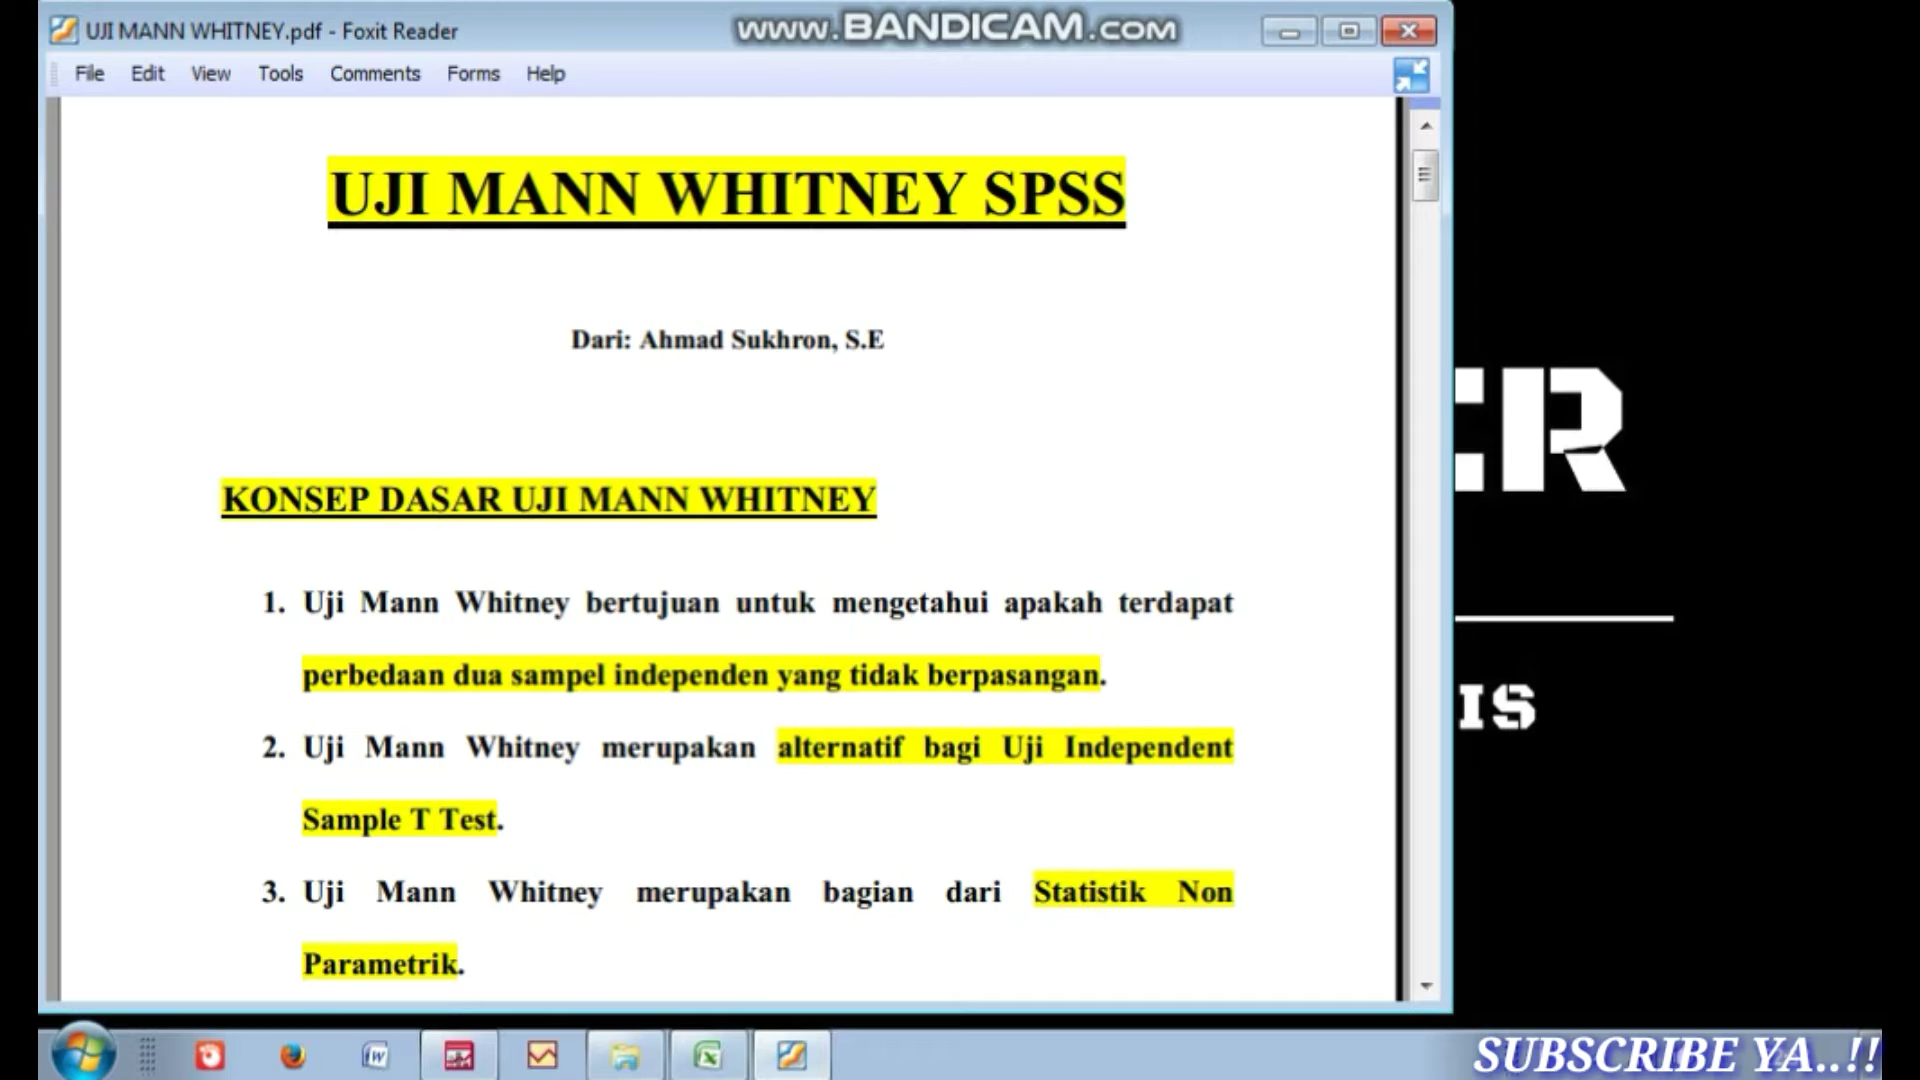 UJI MANN WHITNEY.pdf - Foxit Reader
www.BANDICAM.com
File Edit View Tools Comments Forms Help
UJI MANN WHITNEY SPSS
Dari: Ahmad Sukhron, S.E
KONSEP DASAR UJI MANN WHITNEY
1. Uji Mann Whitney bertujuan untuk mengetahui apakah terdapat
perbedaan dua sampel independen yang tidak berpasangan.
2. Uji Mann Whitney merupakan alternatif bagi Uji Independent
Sample T Test.
3. Uji Mann Whitney merupakan bagian dari Statistik Non
Parametrik.
IS
SUBSCRIBE YA..!!